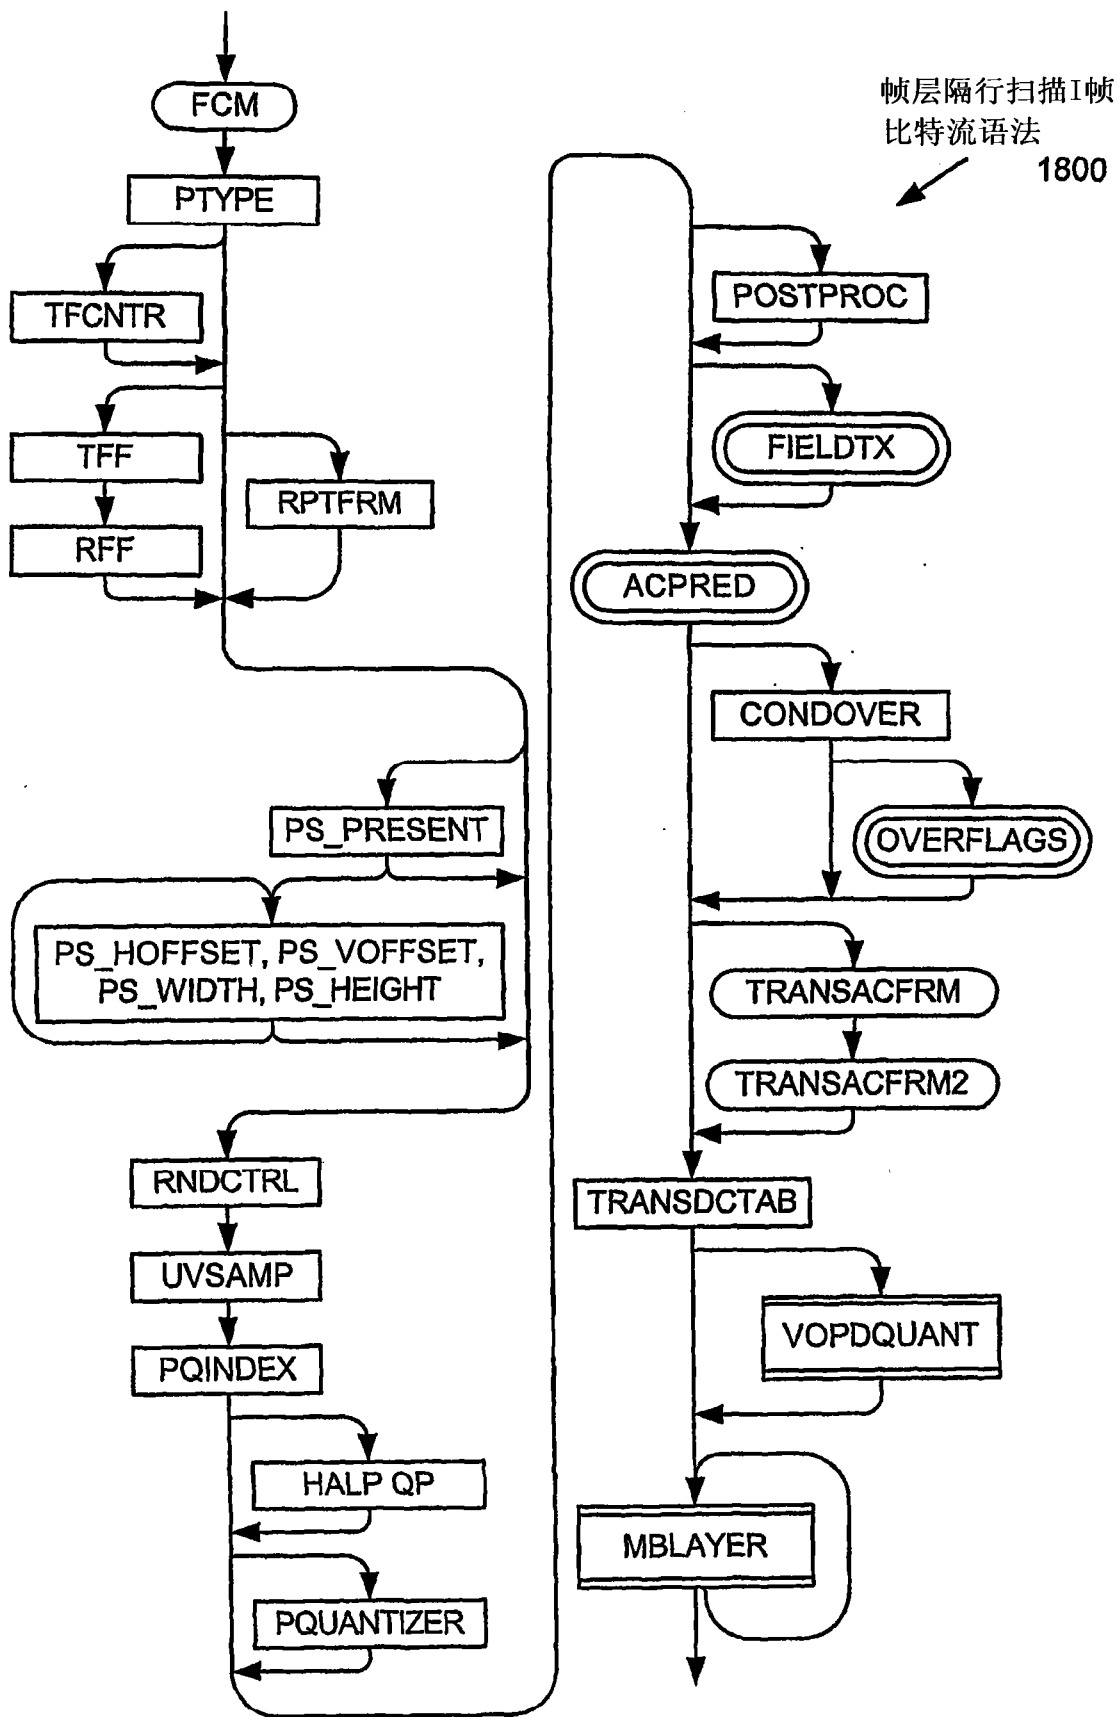 帧层隔行扫描I帧
比特流语法
1800
FCM
PTYPE
TFCNTR
TFF
RPTFRM
RFF
PS_PRESENT
PS_HOFFSET, PS_VOFFSET,
PS_WIDTH, PS_HEIGHT
RNDCTRL
UVSAMP
PQINDEX
HALP QP
PQUANTIZER
POSTPROC
FIELDTX
ACPRED
CONDOVER
OVERFLAGS
TRANSACFRM
TRANSACFRM2
TRANSDCTAB
VOPDQUANT
MBLAYER